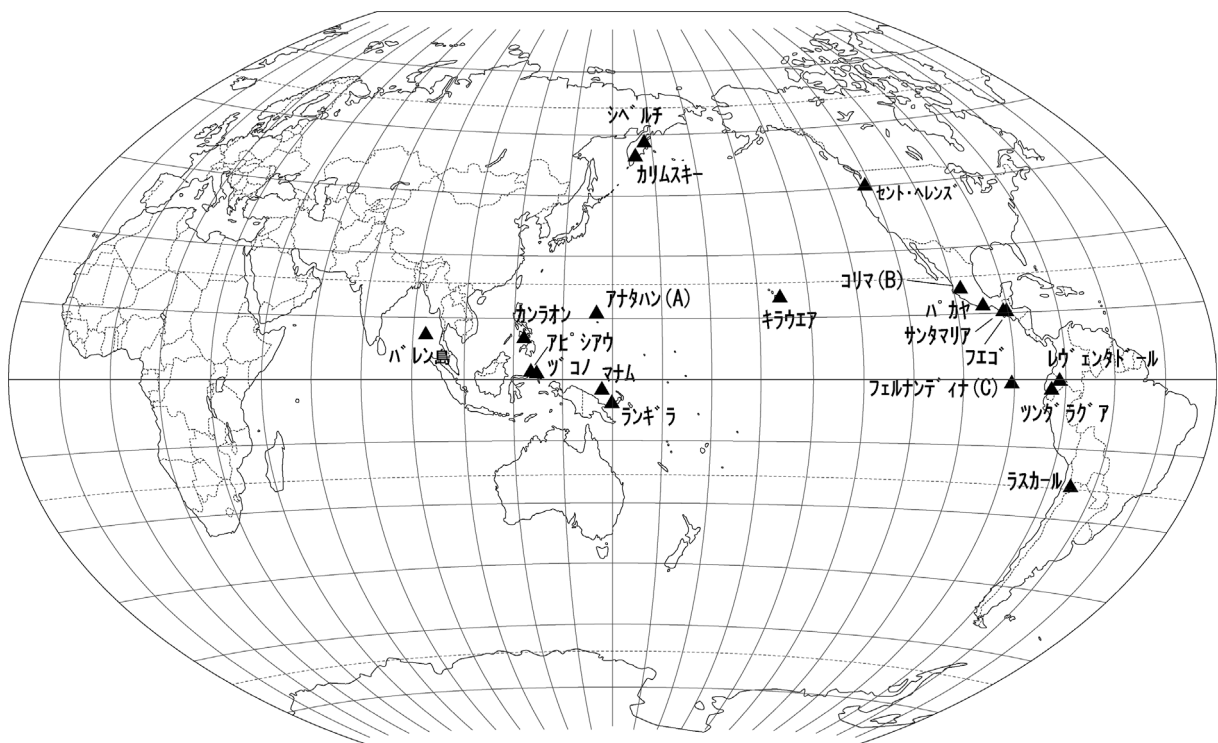 シベルチ
カリムスキー
セント・ヘレンズ
コリマ(B)
アナタハン(A)
パカヤ
カンラオン
キラウエア
サンタマリア
アピシアウ
フエゴ
バレン島
ヅコノ
レヴェンタドール
マナム
フェルナンディナ(C)
ランギラ
ツングラグア
ラスカール